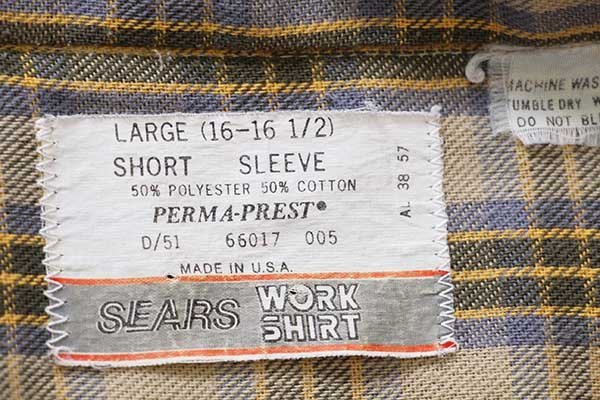 LARGE (16-16 1/2)
SHORT SLEEVE
50% POLYESTER 50% COTTON
PERMA-PREST®
D/51 66017 005
MADE IN U.S.A.
SEARS WORK SHIRT
AL 38 57
MACHINE WAS
TUMBLE DRY W
DO NOT BL